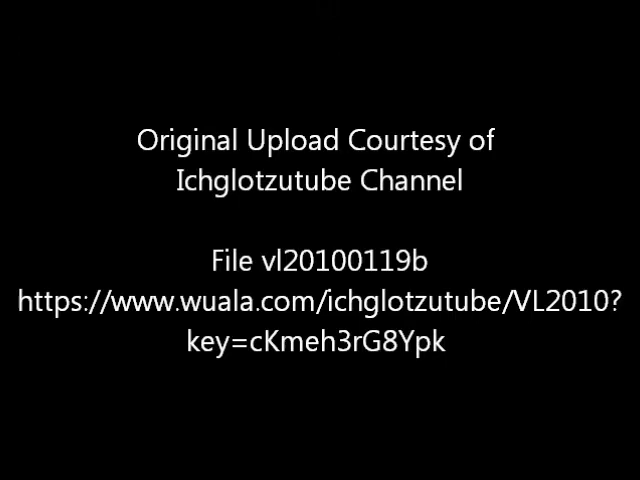 Original Upload Courtesy of
Ichglotzutube Channel
File vl20100119b
https://www.wuala.com/ichglotzutube/VL2010?
key=cKmeh3rG8Ypk